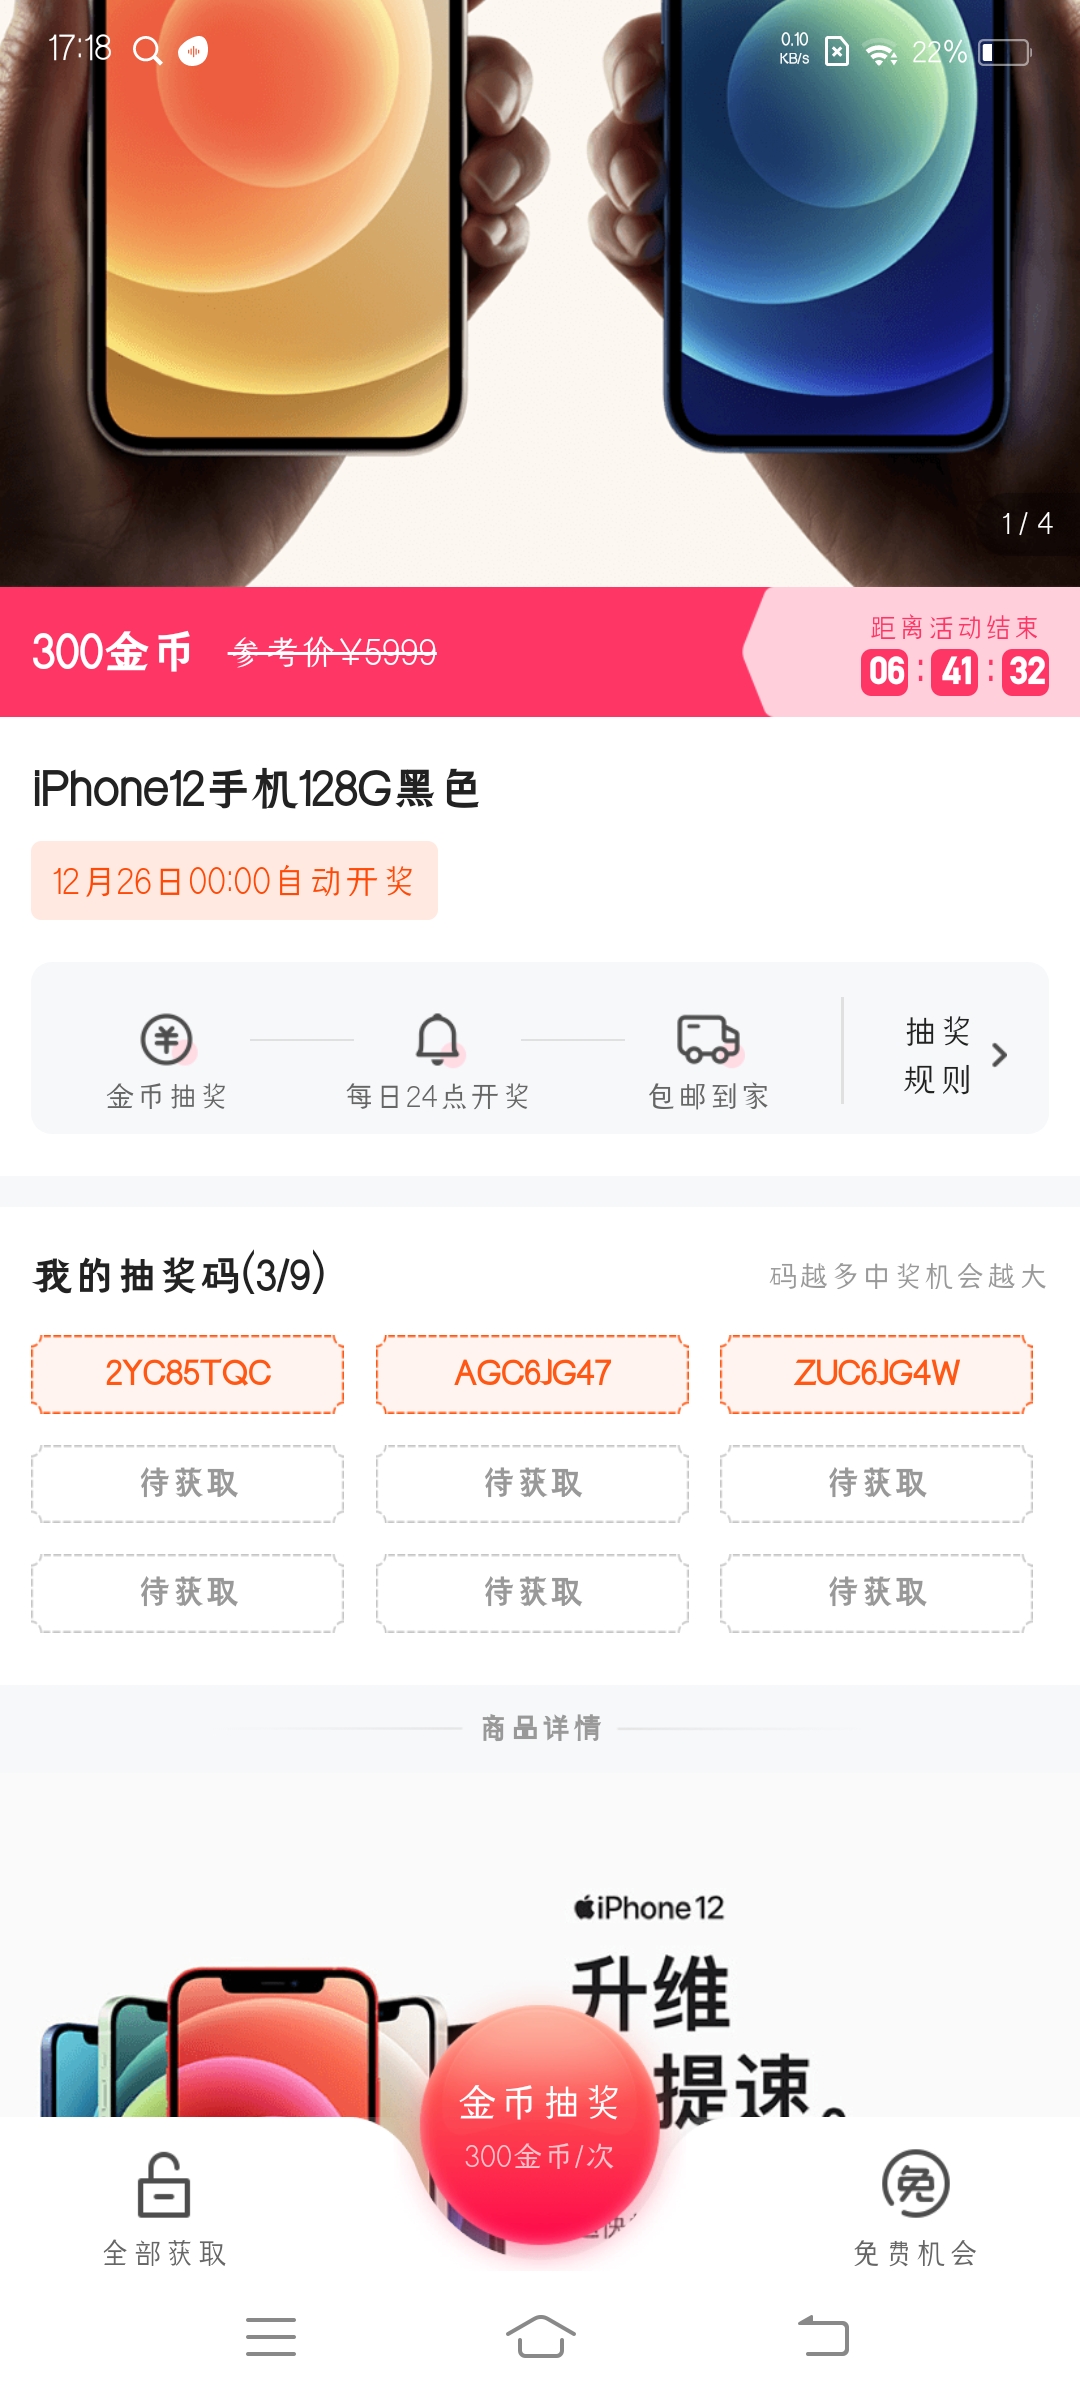 17:18
0.10
KB/s
22%
1 / 4
300金币 参考价¥5999
距离活动结束
06 : 41 : 32
iPhone12手机128G黑色
12月26日00:00自动开奖
金币抽奖 每日24点开奖 包邮到家
抽奖
规则
我的抽奖码(3/9) 码越多中奖机会越大
2YC85TQC AGC6JG47 ZUC6JG4W
待获取 待获取 待获取
待获取 待获取 待获取
商品详情
iPhone 12
升维
提速。
金币抽奖
300金币/次
全部获取
免
免费机会